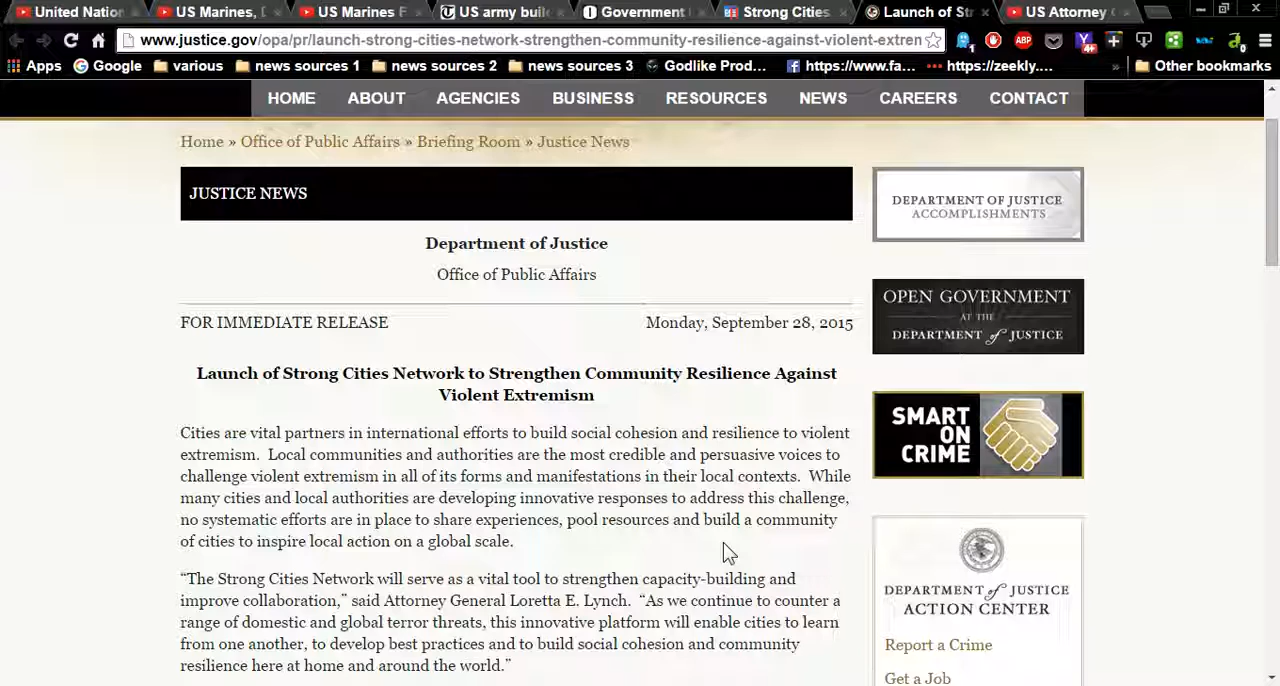 United Nation
US Marines, D
US Marines F
US army buil
Government
Strong Cities
Launch of Str
US Attorney
www.justice.gov/opa/pr/launch-strong-cities-network-strengthen-community-resilience-against-violent-extren
Apps
Google
various
news sources 1
news sources 2
news sources 3
Godlike Prod...
https://www.fa...
https://zeekly....
»
Other bookmarks
HOME ABOUT AGENCIES BUSINESS RESOURCES NEWS CAREERS CONTACT
Home » Office of Public Affairs » Briefing Room » Justice News
JUSTICE NEWS
Department of Justice
Office of Public Affairs
FOR IMMEDIATE RELEASE
Monday, September 28, 2015
Launch of Strong Cities Network to Strengthen Community Resilience Against
Violent Extremism
Cities are vital partners in international efforts to build social cohesion and resilience to violent
extremism.  Local communities and authorities are the most credible and persuasive voices to
challenge violent extremism in all of its forms and manifestations in their local contexts.  While
many cities and local authorities are developing innovative responses to address this challenge,
no systematic efforts are in place to share experiences, pool resources and build a community
of cities to inspire local action on a global scale.
“The Strong Cities Network will serve as a vital tool to strengthen capacity-building and
improve collaboration,” said Attorney General Loretta E. Lynch.  “As we continue to counter a
range of domestic and global terror threats, this innovative platform will enable cities to learn
from one another, to develop best practices and to build social cohesion and community
resilience here at home and around the world.”
DEPARTMENT OF JUSTICE
ACCOMPLISHMENTS
OPEN GOVERNMENT
AT THE
DEPARTMENT of JUSTICE
SMART
ON
CRIME
DEPARTMENT of JUSTICE
ACTION CENTER
Report a Crime
Get a Job